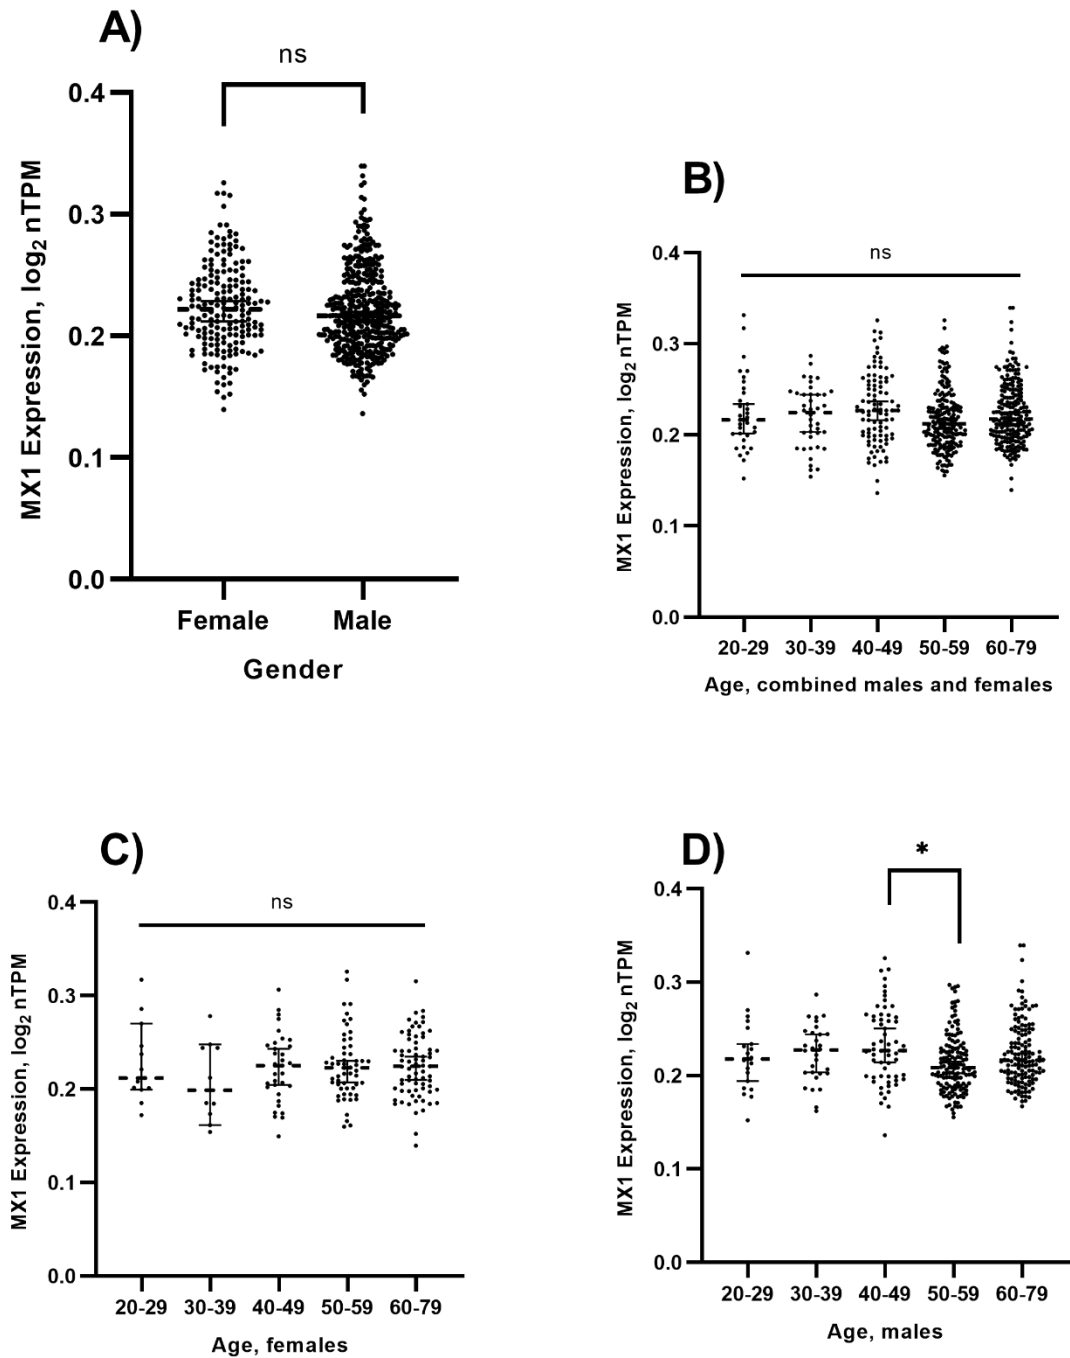 A)
ns
0.4
0.3
0.2
0.1
0.0
MX1 Expression, log₂ nTPM
Female Male
Gender
B)
ns
0.4
0.3
0.2
0.1
0.0
MX1 Expression, log₂ nTPM
20-29 30-39 40-49 50-59 60-79
Age, combined males and females
C)
ns
0.4
0.3
0.2
0.1
0.0
MX1 Expression, log₂ nTPM
20-29 30-39 40-49 50-59 60-79
Age, females
D)
*
0.4
0.3
0.2
0.1
0.0
MX1 Expression, log₂ nTPM
20-29 30-39 40-49 50-59 60-79
Age, males